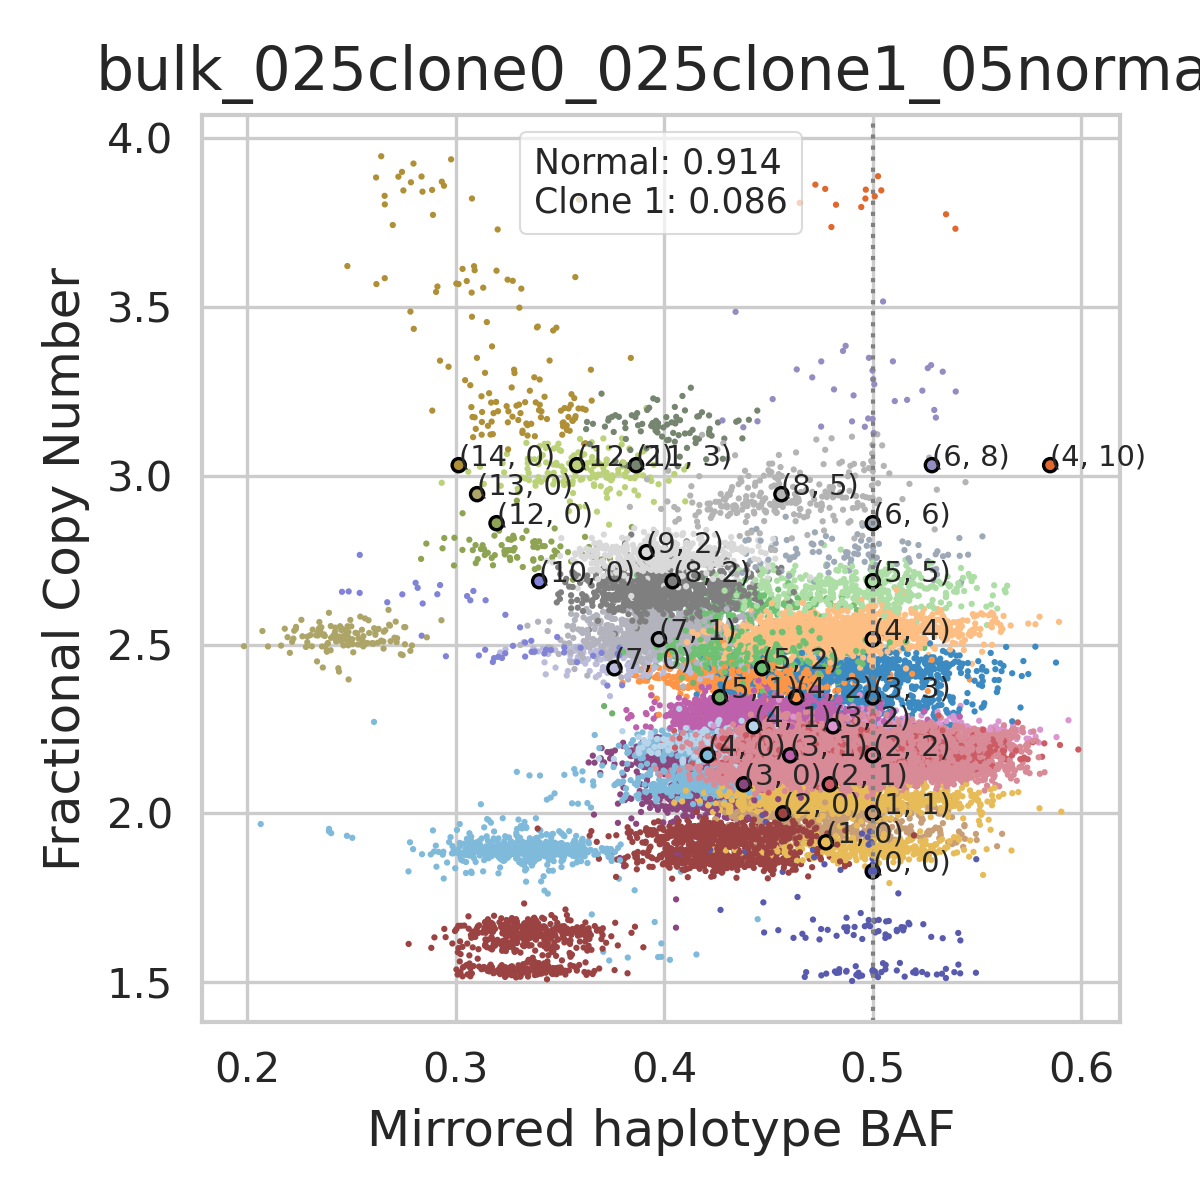 bulk_025clone0_025clone1_05norma
Normal: 0.914
Clone 1: 0.086
Fractional Copy Number
4.0
3.5
3.0
2.5
2.0
1.5
(14, 0) (12, 2) (11, 3) (6, 8) (4, 10)
(13, 0) (8, 5)
(12, 0) (6, 6)
(9, 2)
(10, 0) (8, 2) (5, 5)
(7, 1) (4, 4)
(7, 0) (5, 2)
(5, 1) (4, 2) (3, 3)
(4, 1) (3, 2)
(4, 0) (3, 1) (2, 2)
(3, 0) (2, 1)
(2, 0) (1, 1)
(1, 0)
(0, 0)
0.2 0.3 0.4 0.5 0.6
Mirrored haplotype BAF